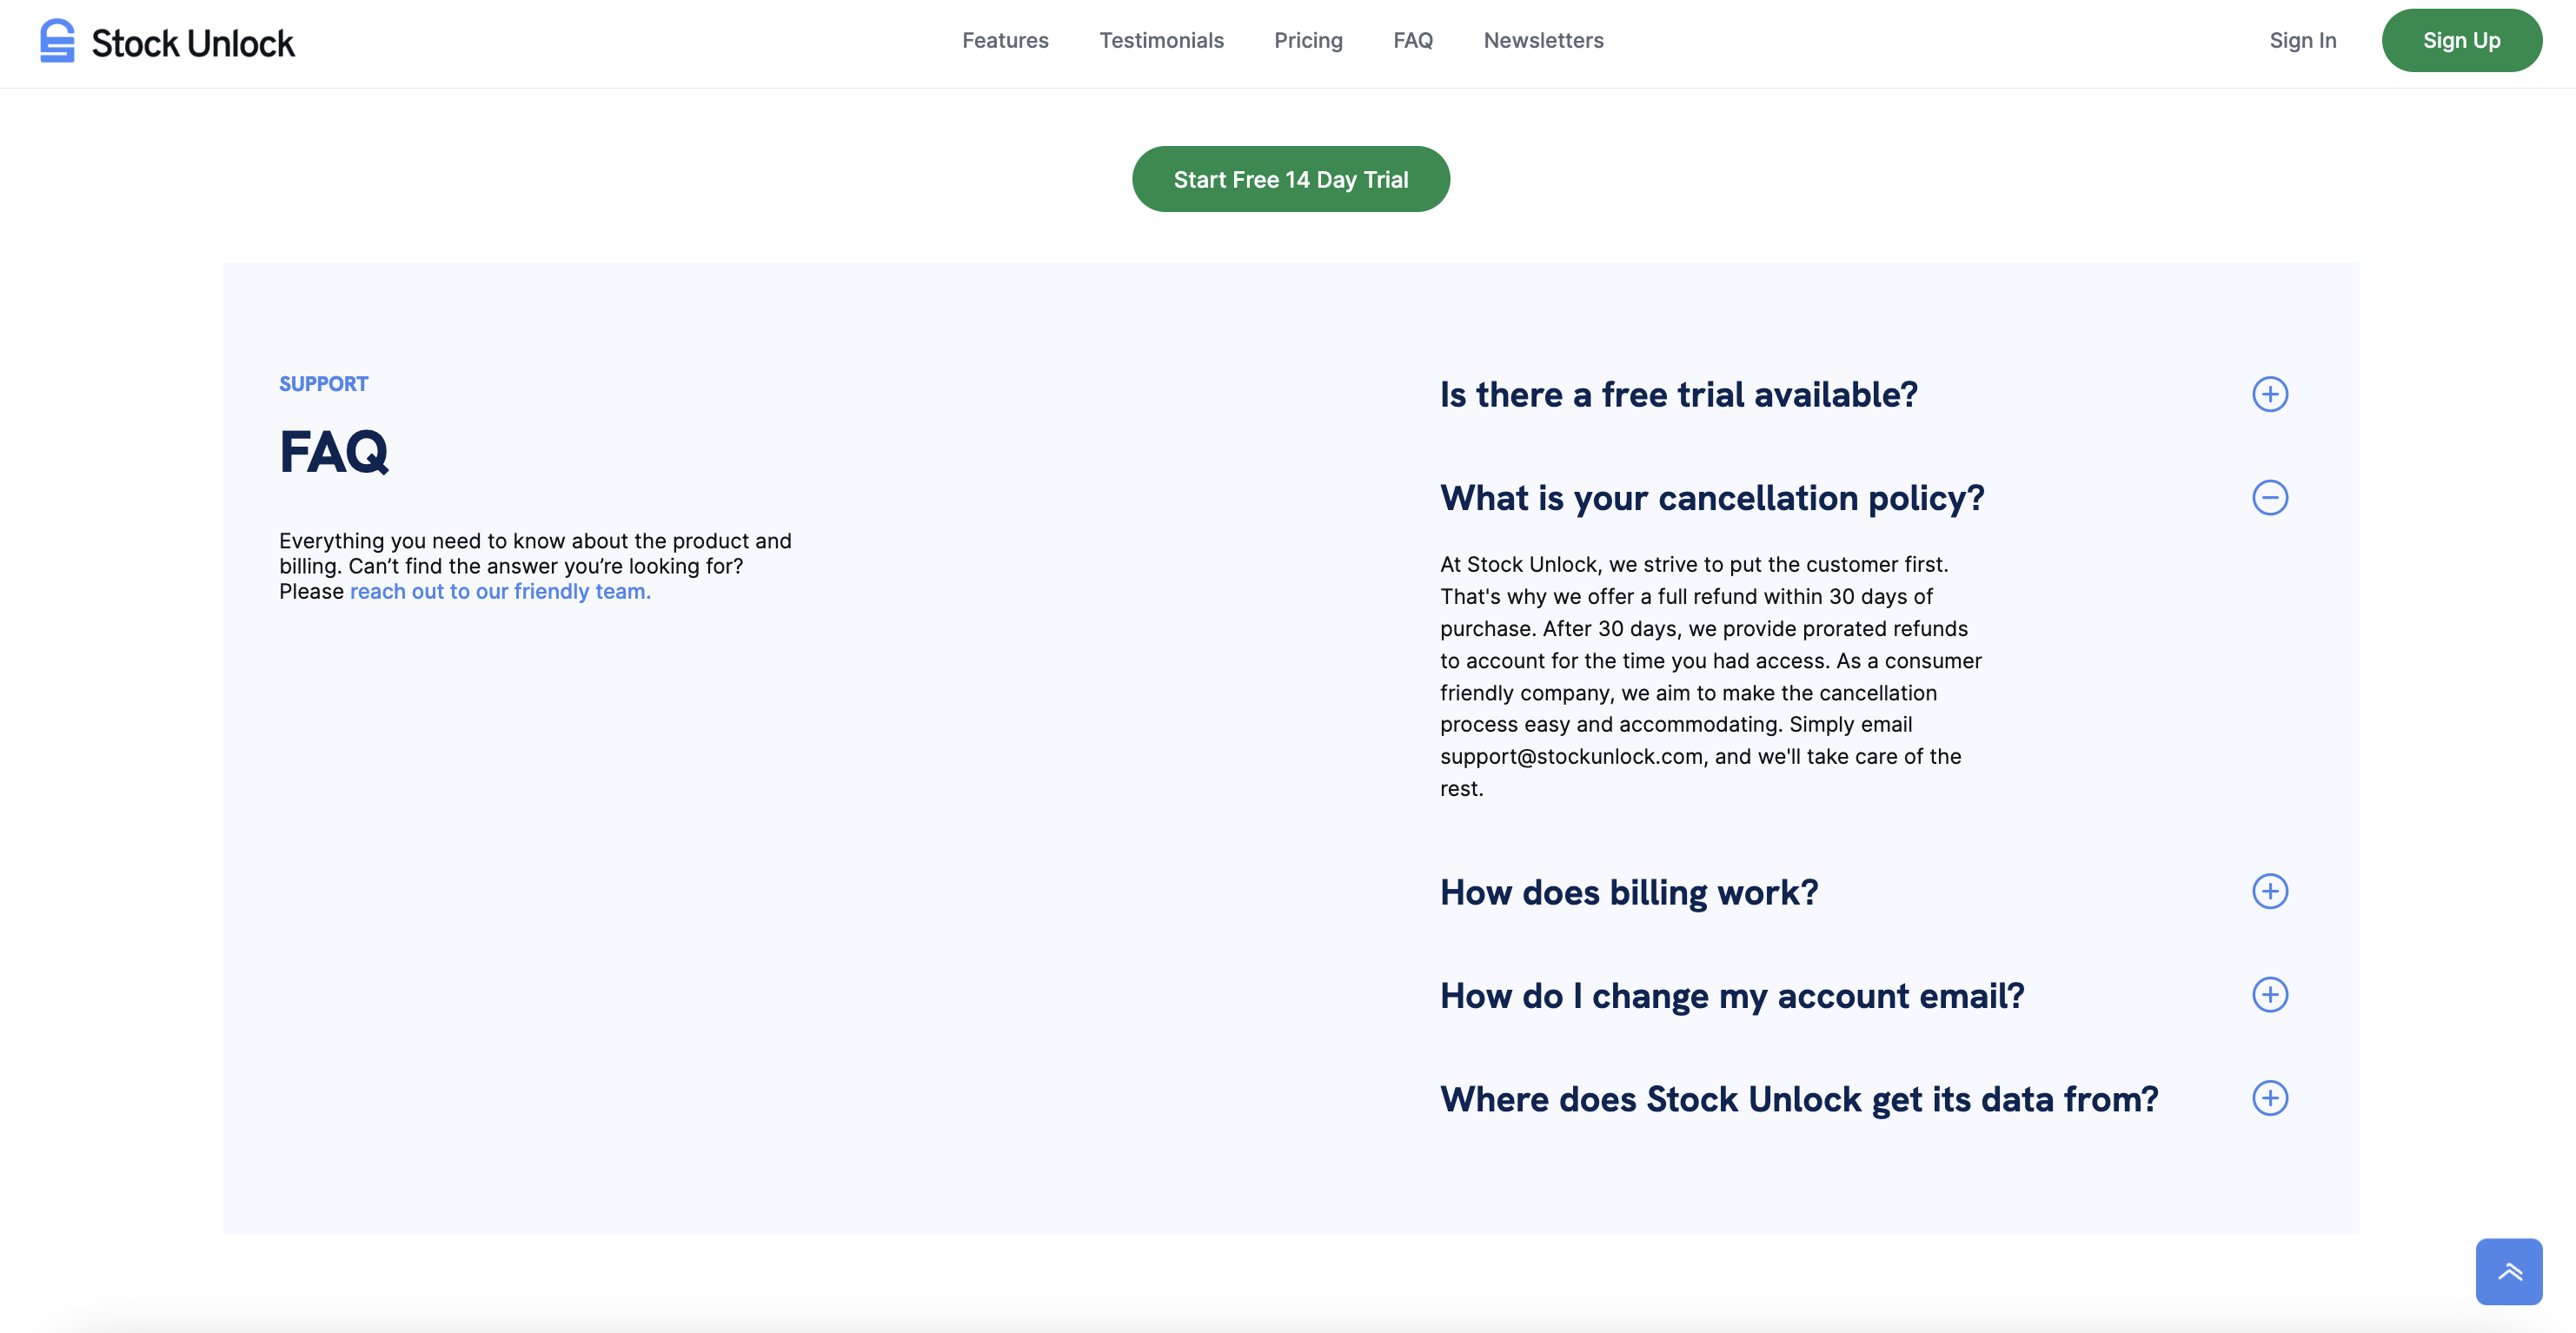 Stock Unlock
Features
Testimonials
Pricing
FAQ
Newsletters
Sign In
Sign Up
Start Free 14 Day Trial
SUPPORT
FAQ
Everything you need to know about the product and
billing. Can’t find the answer you’re looking for?
Please reach out to our friendly team.
Is there a free trial available?
What is your cancellation policy?
At Stock Unlock, we strive to put the customer first.
That's why we offer a full refund within 30 days of
purchase. After 30 days, we provide prorated refunds
to account for the time you had access. As a consumer
friendly company, we aim to make the cancellation
process easy and accommodating. Simply email
support@stockunlock.com, and we'll take care of the
rest.
How does billing work?
How do I change my account email?
Where does Stock Unlock get its data from?